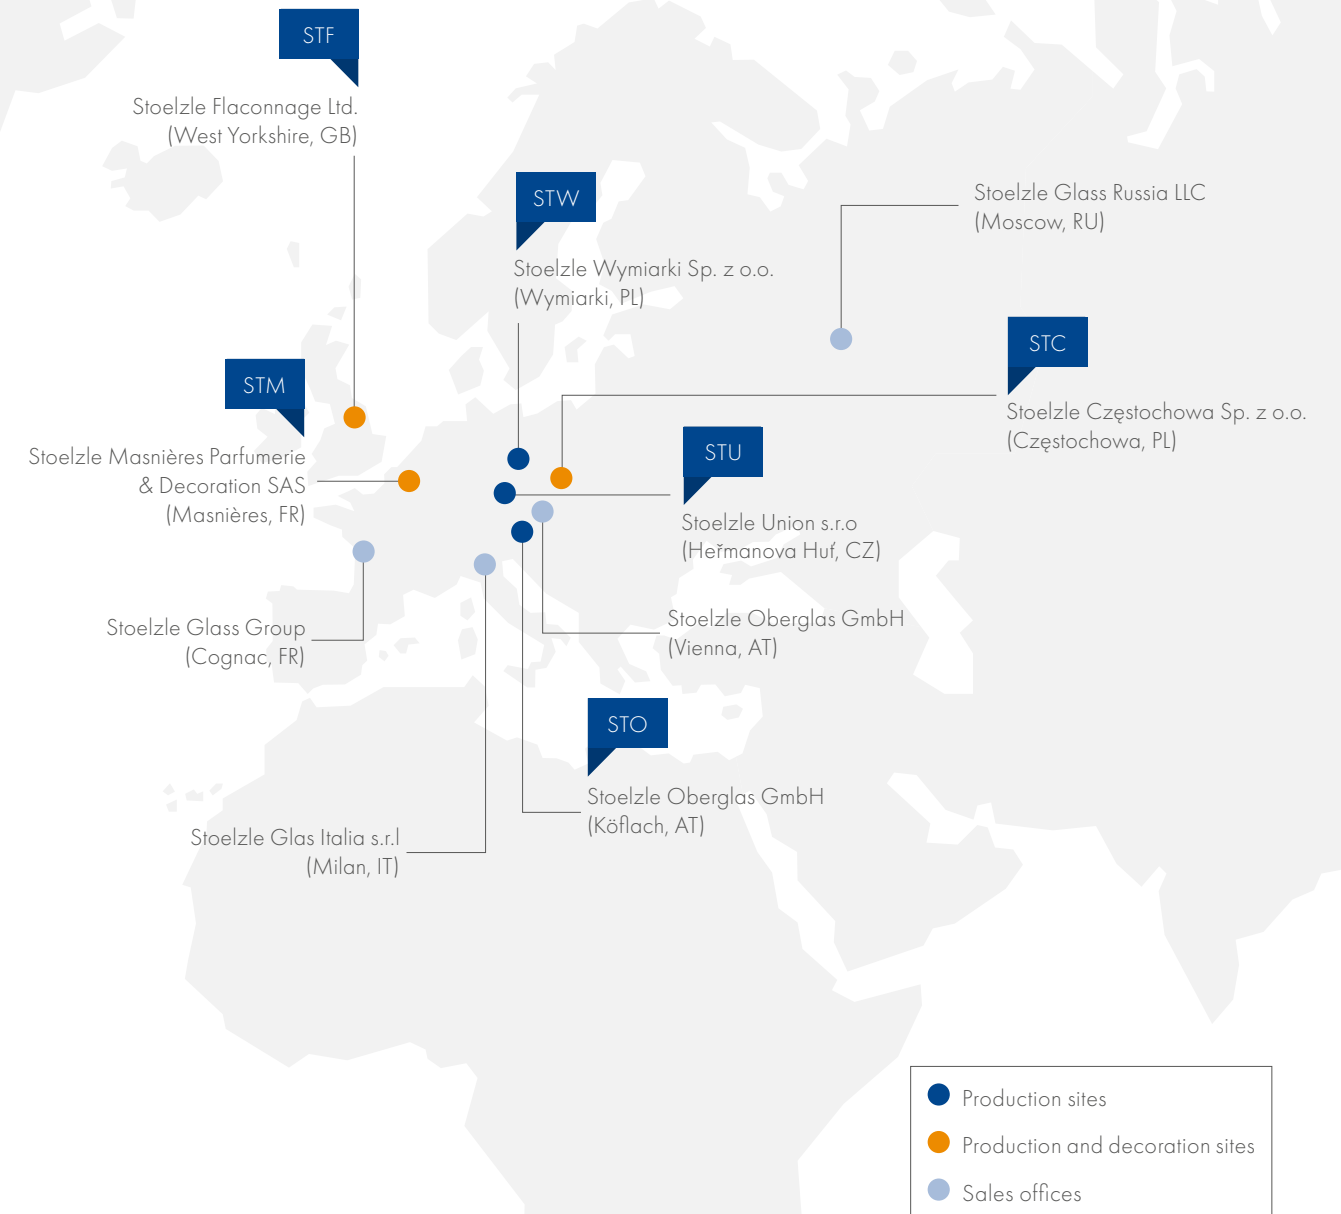 STF
Stoelzle Flaconnage Ltd.
(West Yorkshire, GB)
STW
Stoelzle Wymiarki Sp. z o.o.
(Wymiarki, PL)
Stoelzle Glass Russia LLC
(Moscow, RU)
STC
Stoelzle Częstochowa Sp. z o.o.
(Częstochowa, PL)
STM
Stoelzle Masnières Parfumerie
& Decoration SAS
(Masnières, FR)
STU
Stoelzle Union s.r.o
(Heřmanova Huť, CZ)
Stoelzle Glass Group
(Cognac, FR)
Stoelzle Oberglas GmbH
(Vienna, AT)
STO
Stoelzle Oberglas GmbH
(Köflach, AT)
Stoelzle Glas Italia s.r.l
(Milan, IT)
Production sites
Production and decoration sites
Sales offices